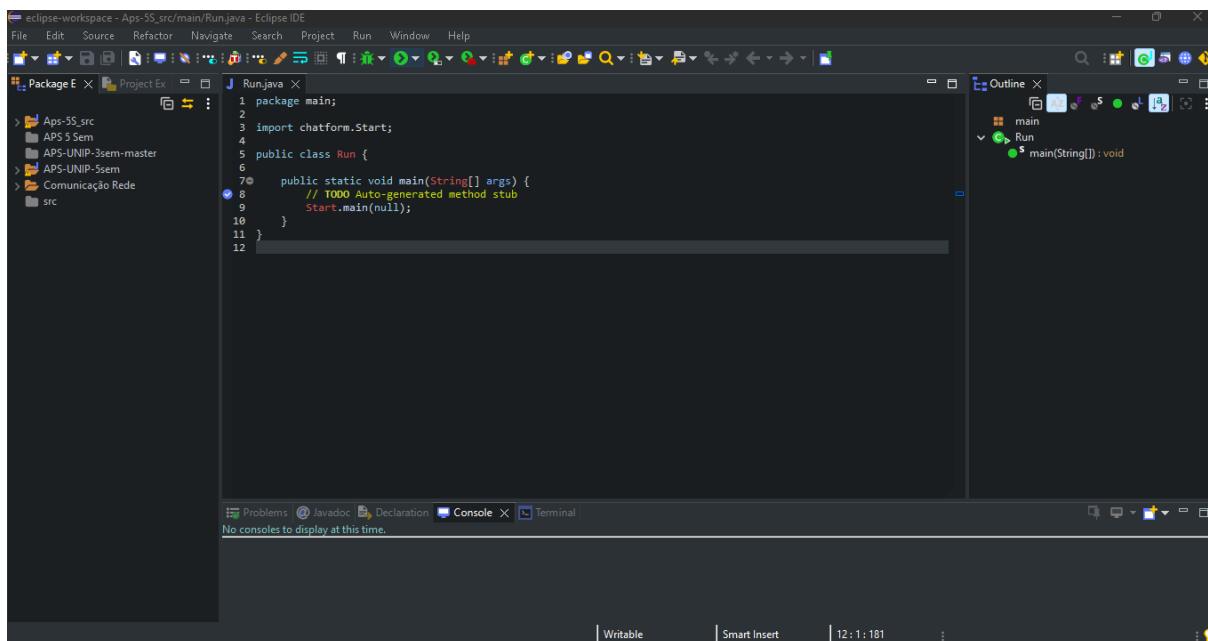 eclipse-workspace - Aps-5S_src/main/Run.java - Eclipse IDE
File Edit Source Refactor Navigate Search Project Run Window Help
Package E Project Ex
Aps-5S_src
APS 5 Sem
APS-UNIP-3sem-master
APS-UNIP-5sem
Comunicação Rede
src
Run.java
1 package main;
2
3 import chatform.Start;
4
5 public class Run {
6
7 public static void main(String[] args) {
8 // TODO Auto-generated method stub
9 Start.main(null);
10 }
11 }
12
Outline
main
Run
main(String[]) : void
Problems Javadoc Declaration Console Terminal
No consoles to display at this time.
Writable Smart Insert 12 : 1 : 181